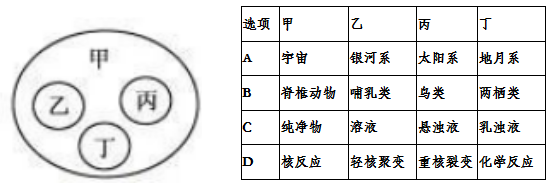 甲
乙
丙
丁
选项 甲 乙 丙 丁
A 宇宙 银河系 太阳系 地月系
B 脊椎动物 哺乳类 鸟类 两栖类
C 纯净物 溶液 悬浊液 乳浊液
D 核反应 轻核聚变 重核裂变 化学反应